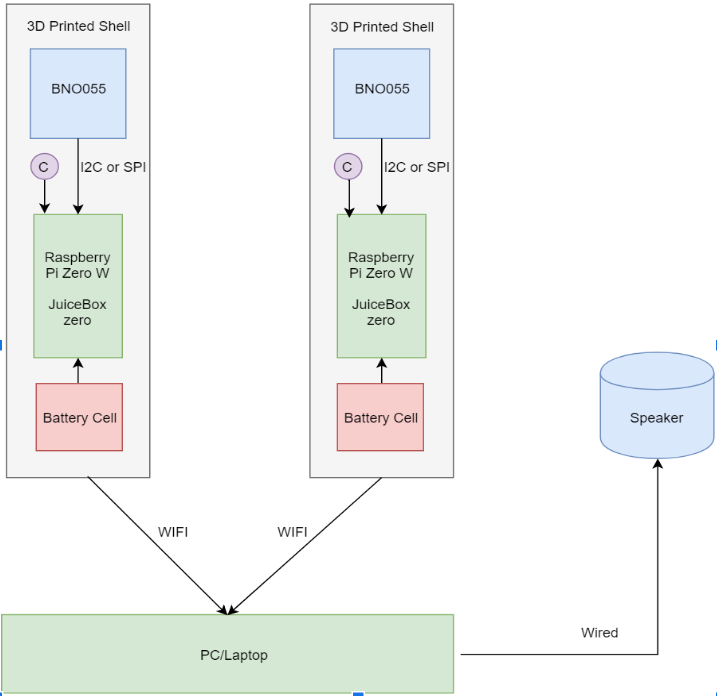 3D Printed Shell
BNO055
C
I2C or SPI
Raspberry
Pi Zero W
JuiceBox
zero
Battery Cell
3D Printed Shell
BNO055
C
I2C or SPI
Raspberry
Pi Zero W
JuiceBox
zero
Battery Cell
Speaker
WIFI
WIFI
Wired
PC/Laptop